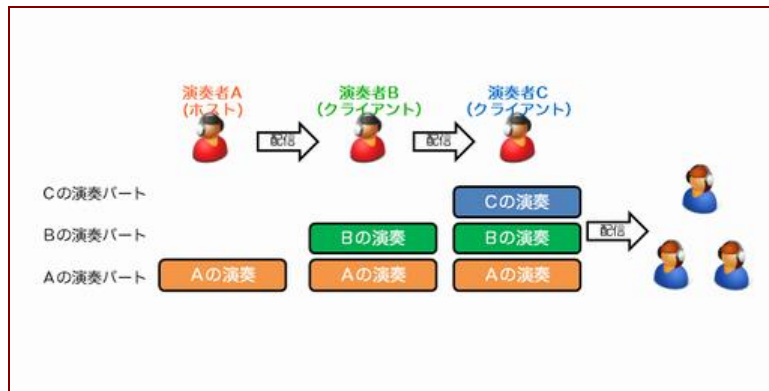 演奏者A
(ホスト)
演奏者B
(クライアント)
演奏者C
(クライアント)
配信
配信
Cの演奏パート
Cの演奏
Bの演奏パート
Bの演奏
Bの演奏
配信
Aの演奏パート
Aの演奏
Aの演奏
Aの演奏